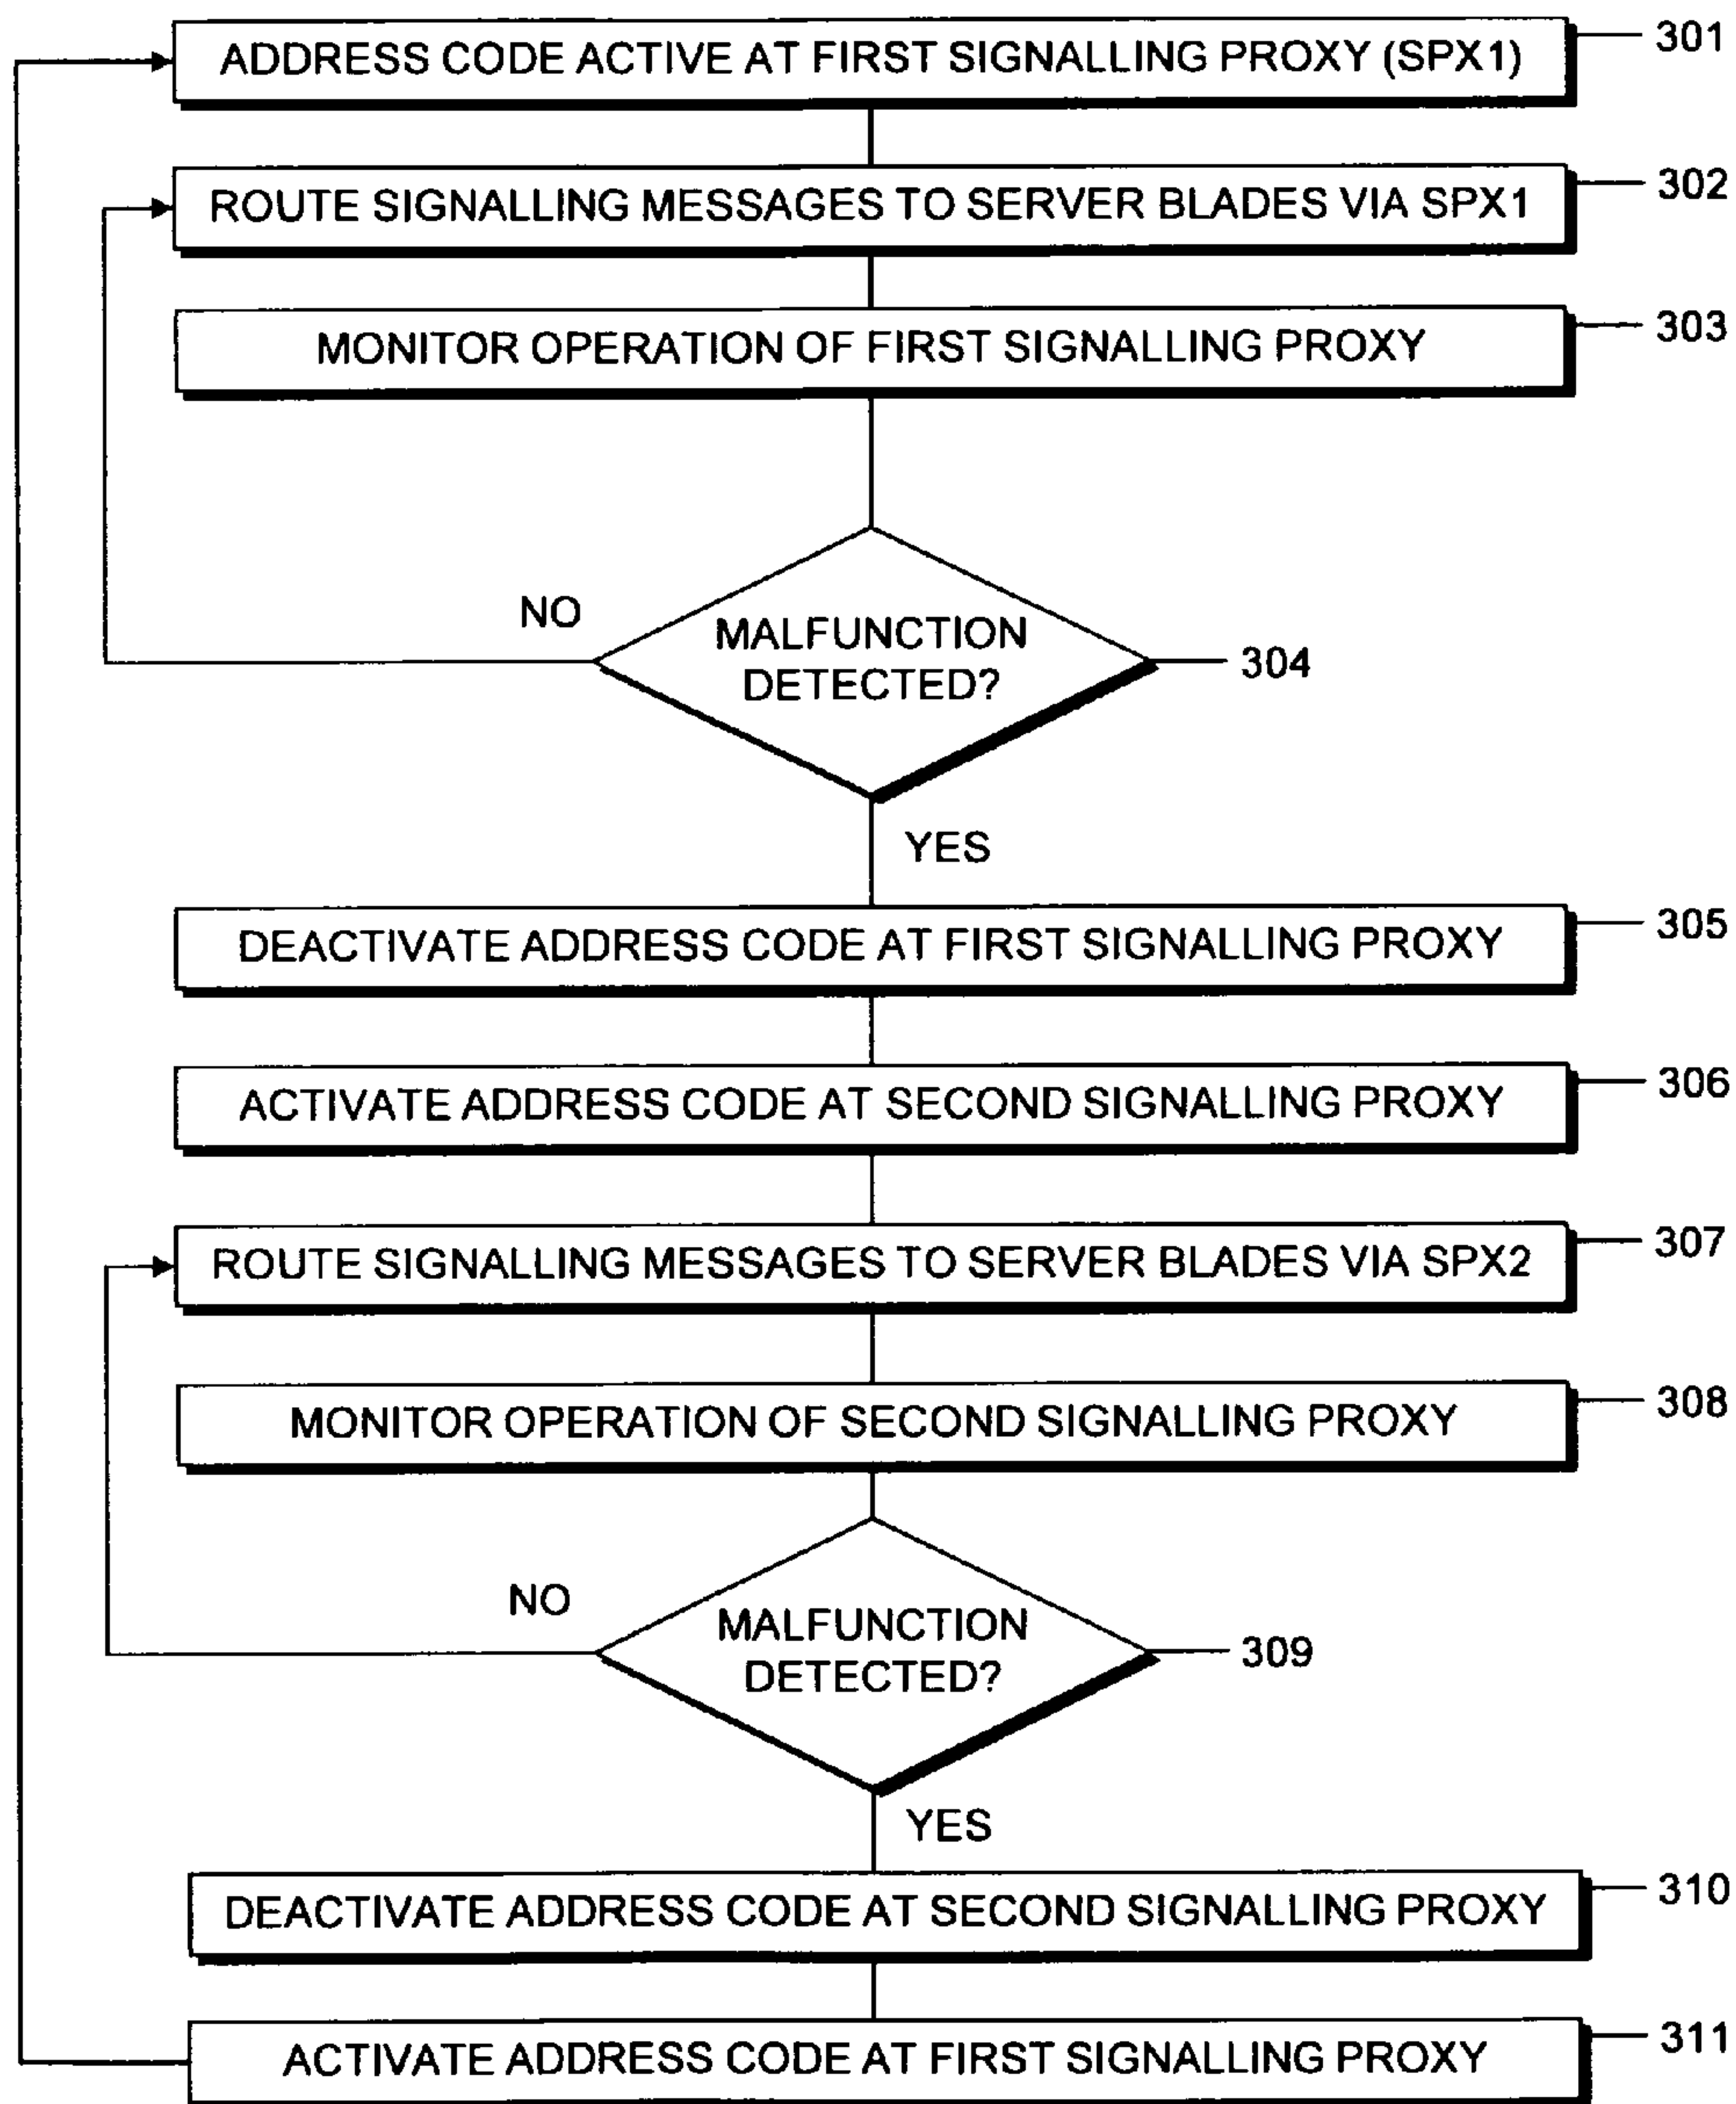 ADDRESS CODE ACTIVE AT FIRST SIGNALLING PROXY (SPX1)
301
ROUTE SIGNALLING MESSAGES TO SERVER BLADES VIA SPX1
302
MONITOR OPERATION OF FIRST SIGNALLING PROXY
303
NO
MALFUNCTION
DETECTED?
304
YES
DEACTIVATE ADDRESS CODE AT FIRST SIGNALLING PROXY
305
ACTIVATE ADDRESS CODE AT SECOND SIGNALLING PROXY
306
ROUTE SIGNALLING MESSAGES TO SERVER BLADES VIA SPX2
307
MONITOR OPERATION OF SECOND SIGNALLING PROXY
308
NO
MALFUNCTION
DETECTED?
309
YES
DEACTIVATE ADDRESS CODE AT SECOND SIGNALLING PROXY
310
ACTIVATE ADDRESS CODE AT FIRST SIGNALLING PROXY
311